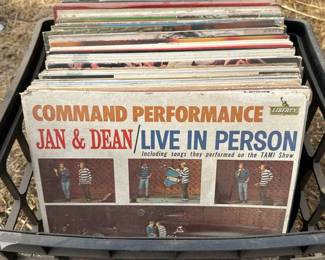 COMMAND PERFORMANCE
LIBERTY
JAN & DEAN/LIVE IN PERSON
Including songs they performed on the TAMI Show